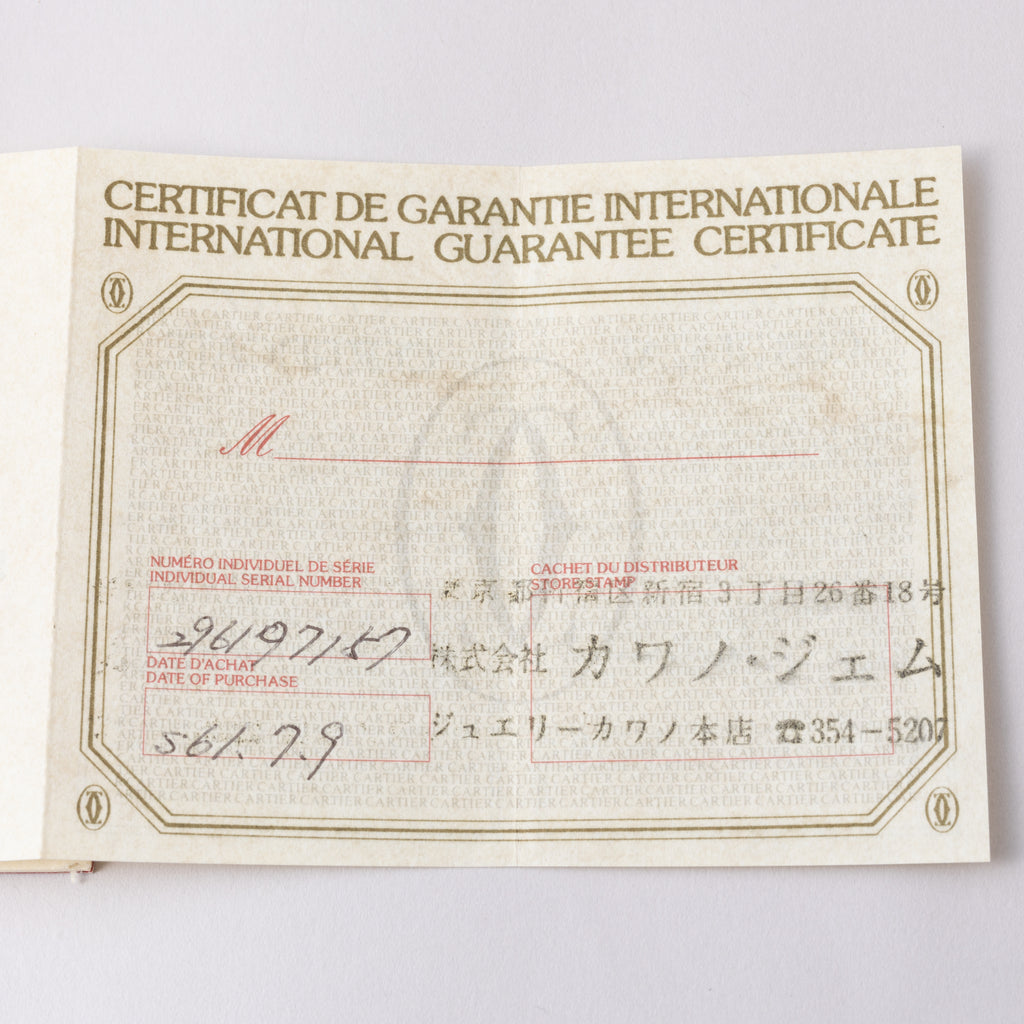 CERTIFICAT DE GARANTIE INTERNATIONALE
INTERNATIONAL GUARANTEE CERTIFICATE
M
NUMÉRO INDIVIDUEL DE SÉRIE
INDIVIDUAL SERIAL NUMBER
DATE D'ACHAT
DATE OF PURCHASE
S61.7.9
CACHET DU DISTRIBUTEUR
STORE STAMP
東京都新宿区新宿3丁目26番18号
株式会社 カワノ・ジェム
ジュエリーカワノ本店 ☎354-5207